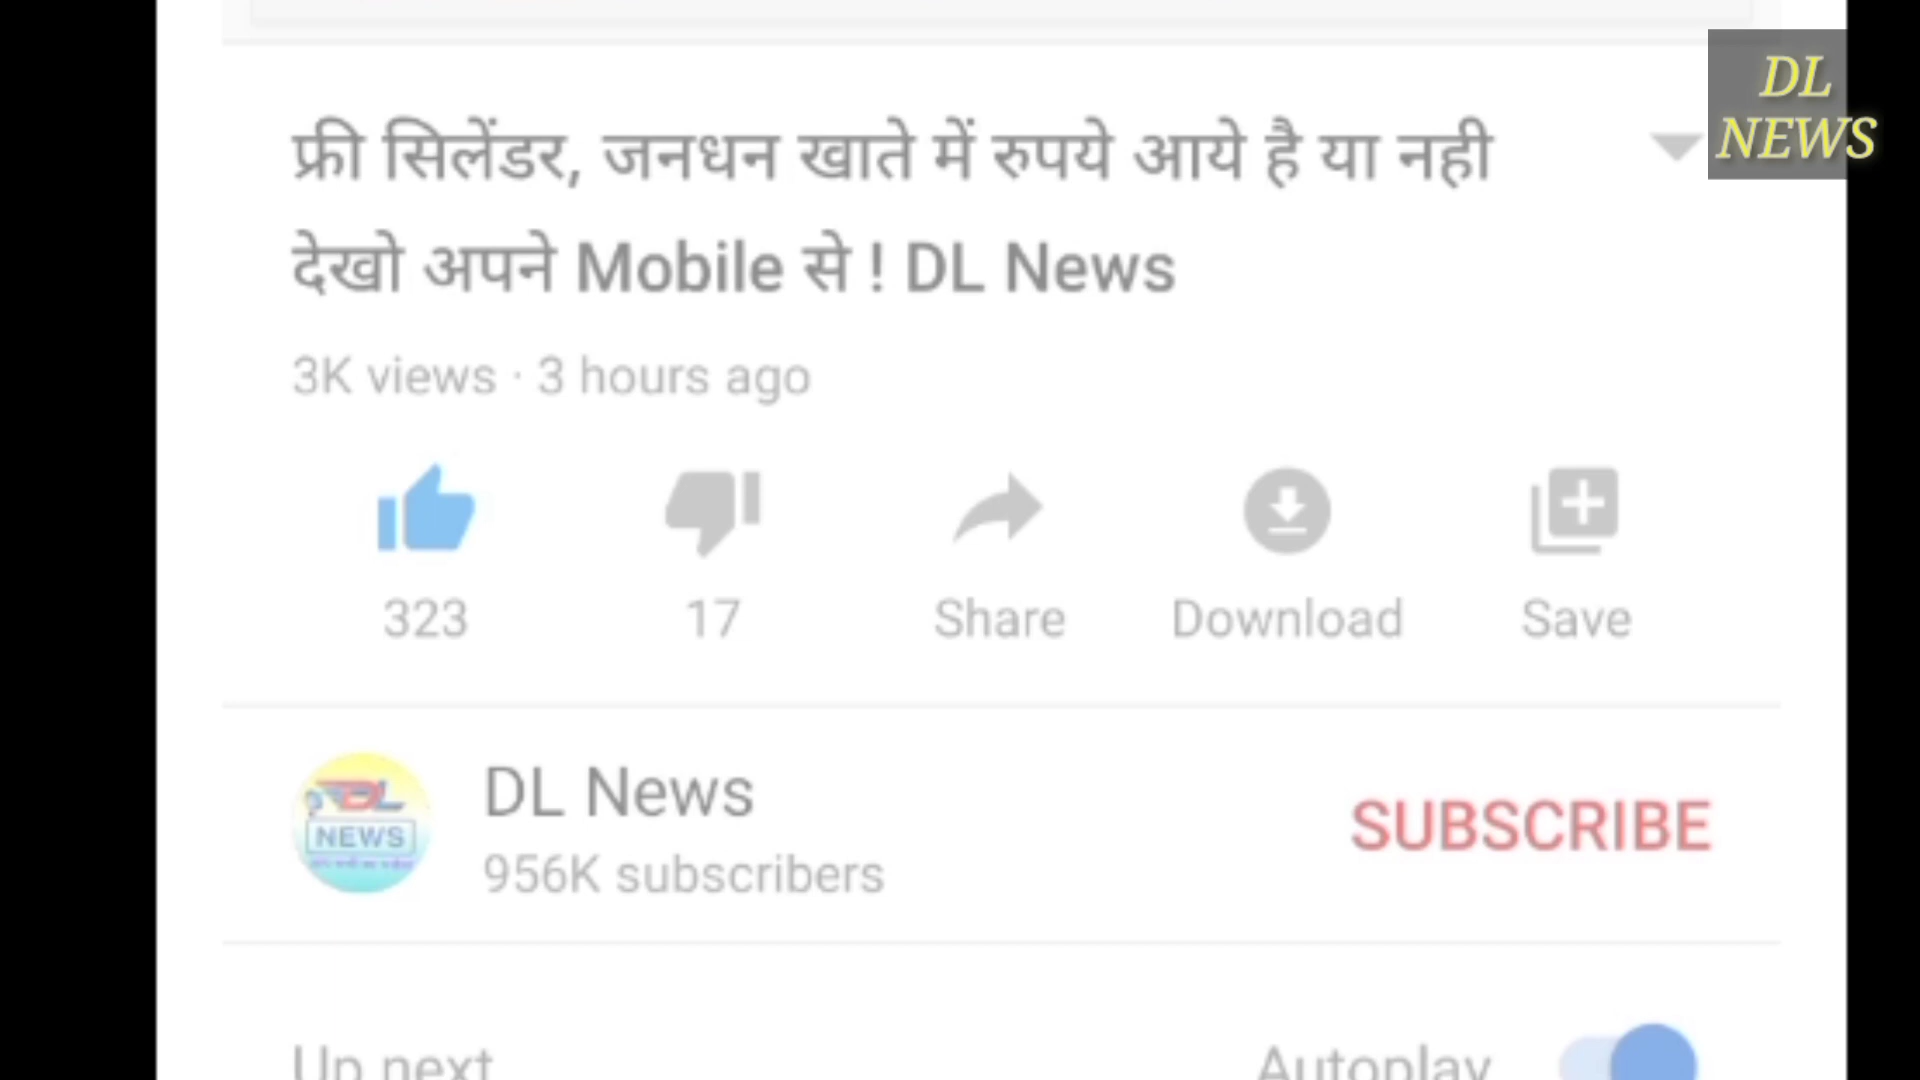 DL
NEWS
फ्री सिलेंडर, जनधन खाते में रुपये आये है या नही
देखो अपने Mobile से ! DL News
3K views · 3 hours ago
323
17
Share
Download
Save
DL
NEWS
DL News
956K subscribers
SUBSCRIBE
Up next
Autoplay